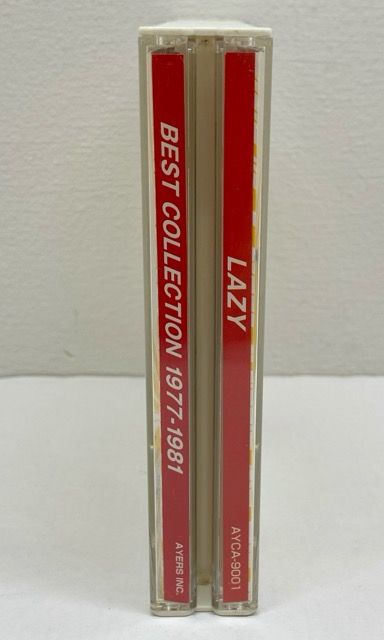 LAZY
AYCA-9001
BEST COLLECTION 1977-1981
AYERS INC.